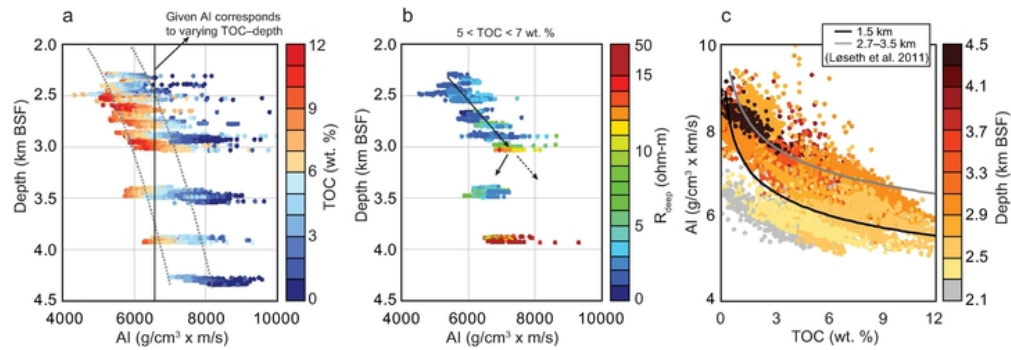 a
Given AI corresponds
to varying TOC–depth
2.0
2.5
3.0
3.5
4.0
4.5
Depth (km BSF)
4000
6000
8000
10000
AI (g/cm³ x m/s)
12
9
6
3
0
TOC (wt. %)
b
5 < TOC < 7 wt. %
2.0
2.5
3.0
3.5
4.0
4.5
Depth (km BSF)
4000
6000
8000
10000
AI (g/cm³ x m/s)
50
15
10
5
0
R deep (ohm-m)
c
1.5 km
2.7–3.5 km
(Løseth et al. 2011)
10
8
6
4
AI (g/cm³ x km/s)
0
3
6
9
12
TOC (wt. %)
4.5
4.1
3.7
3.3
2.9
2.5
2.1
Depth (km BSF)